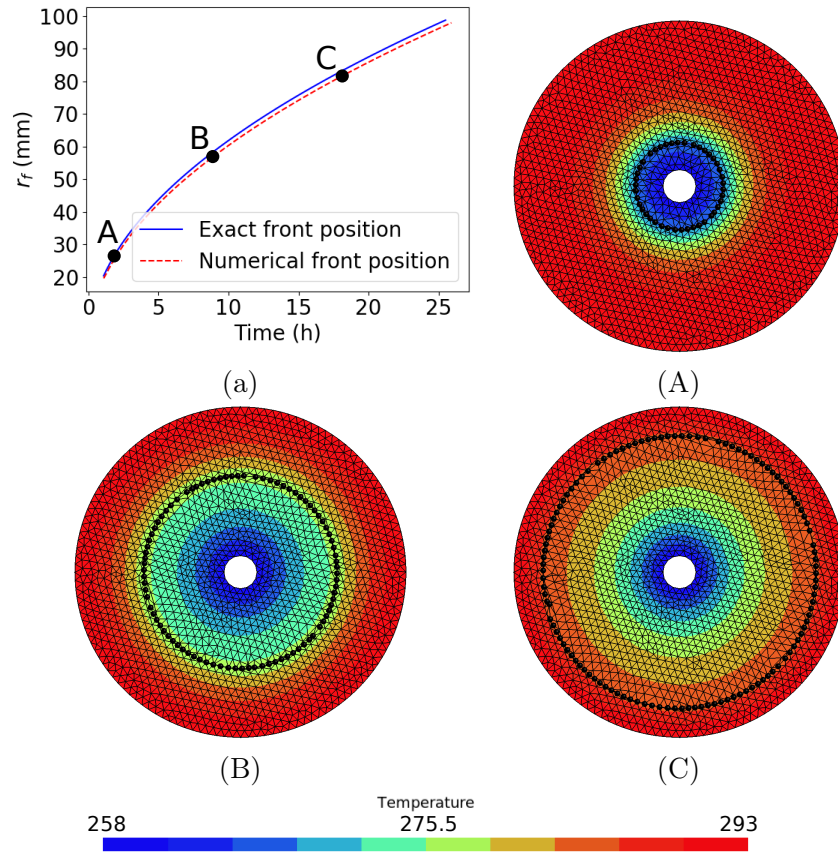 100
90
80
70
60
50
40
30
20
r_f (mm)
A
B
C
Exact front position
Numerical front position
0 5 10 15 20 25
Time (h)
(a)
(A)
(B)
(C)
Temperature
258 275.5 293